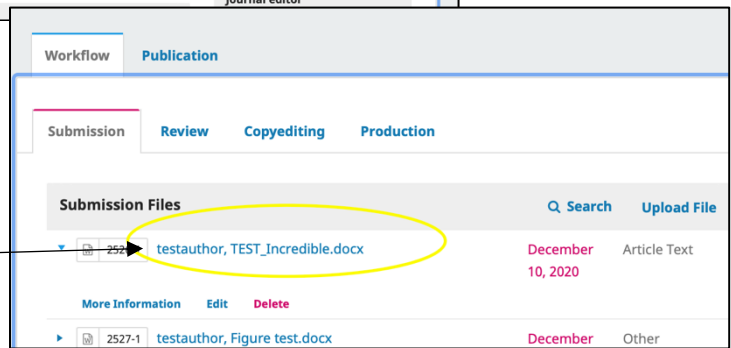 Journal editor
Workflow Publication
Submission Review Copyediting Production
Submission Files Search Upload File
testauthor, TEST_Incredible.docx December Article Text
10, 2020
More Information Edit Delete
2527-1 testauthor, Figure test.docx December Other